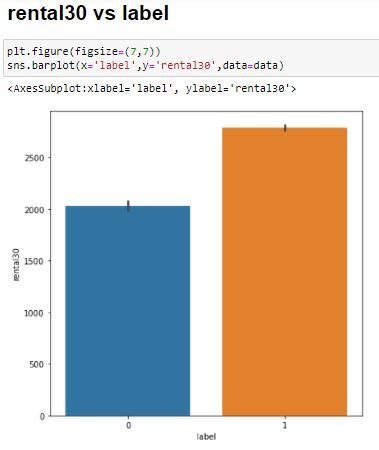 rental30 vs label
plt.figure(figsize=(7,7))
sns.barplot(x='label',y='rental30',data=data)
<AxesSubplot:xlabel='label', ylabel='rental30'>
2500
2000
1500
1000
500
0
rental30
0 1
label